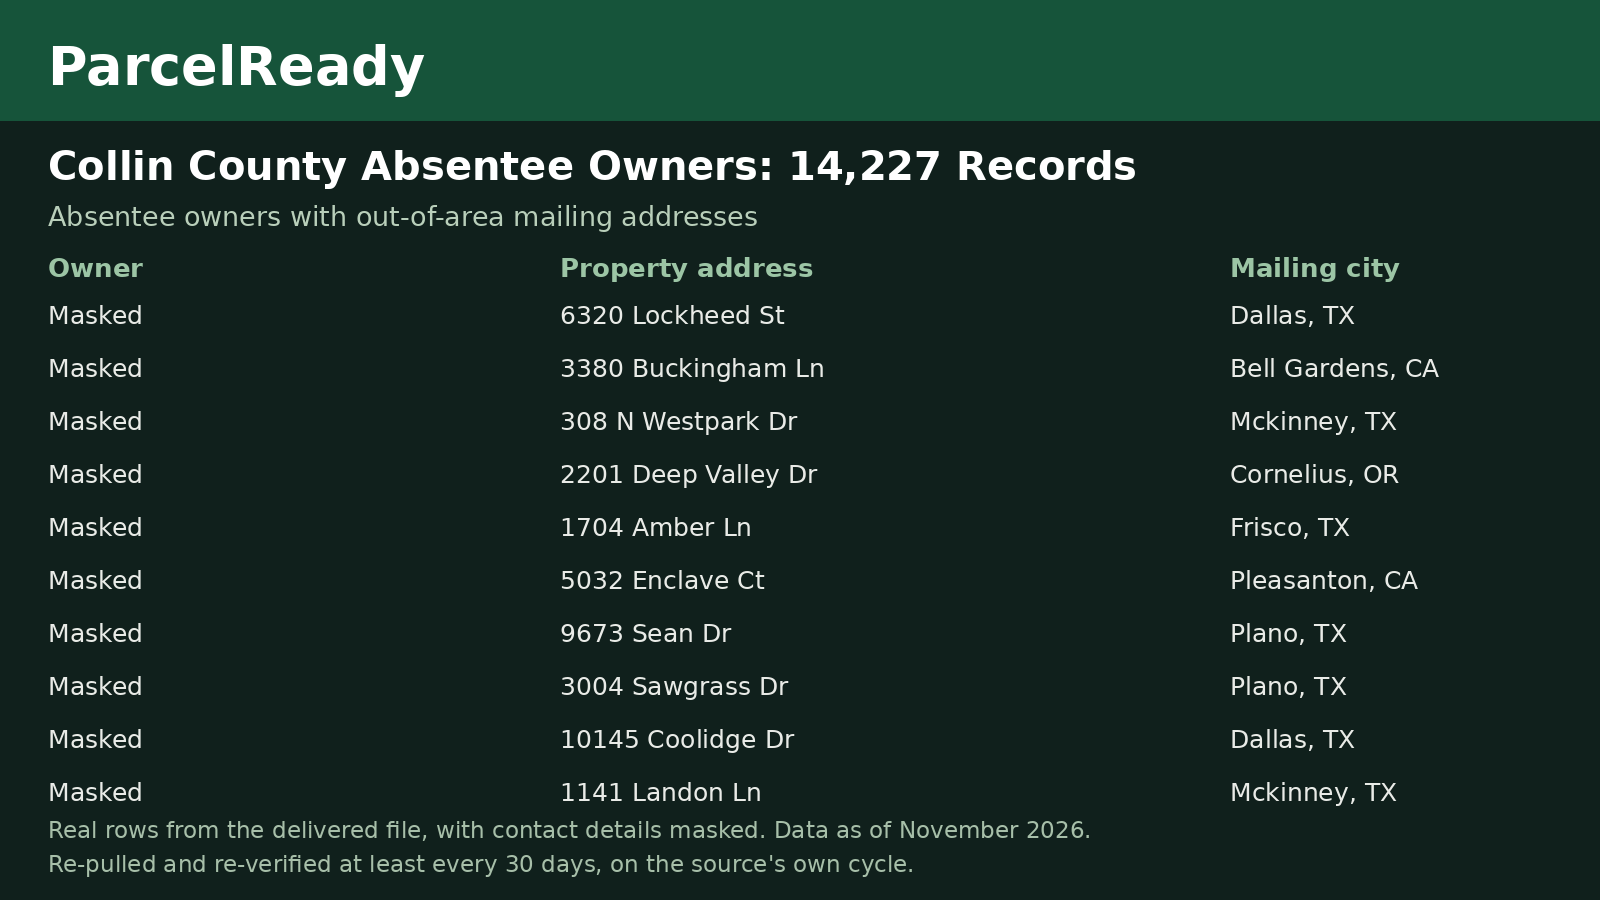 ParcelReady
Collin County Absentee Owners: 14,227 Records
Absentee owners with out-of-area mailing addresses
Owner Property address Mailing city
Masked 6320 Lockheed St Dallas, TX
Masked 3380 Buckingham Ln Bell Gardens, CA
Masked 308 N Westpark Dr Mckinney, TX
Masked 2201 Deep Valley Dr Cornelius, OR
Masked 1704 Amber Ln Frisco, TX
Masked 5032 Enclave Ct Pleasanton, CA
Masked 9673 Sean Dr Plano, TX
Masked 3004 Sawgrass Dr Plano, TX
Masked 10145 Coolidge Dr Dallas, TX
Masked 1141 Landon Ln Mckinney, TX
Real rows from the delivered file, with contact details masked. Data as of November 2026.
Re-pulled and re-verified at least every 30 days, on the source's own cycle.